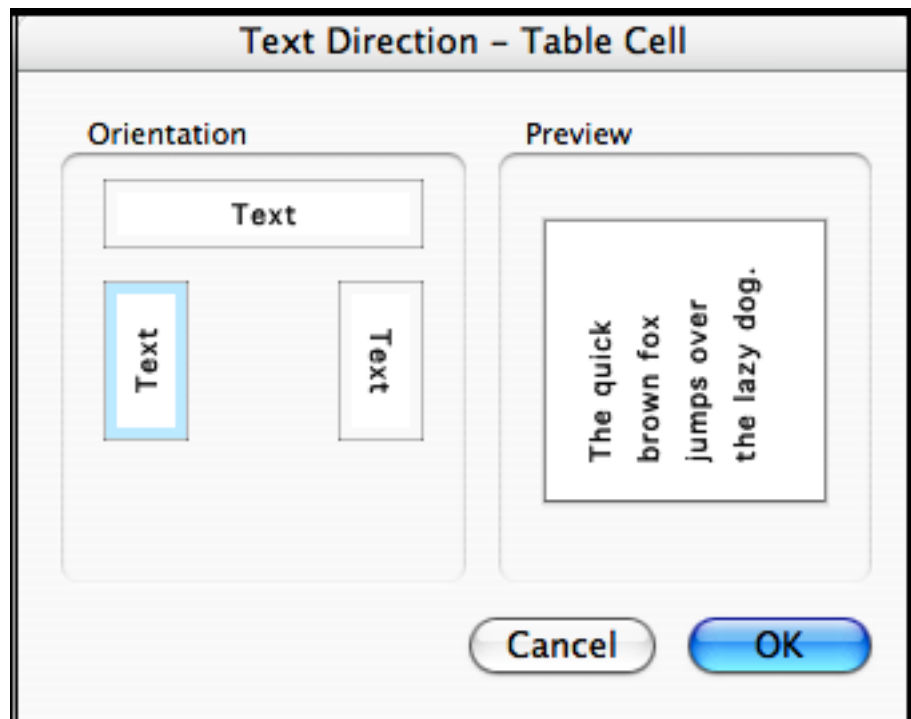 Text Direction – Table Cell
Orientation
Preview
Text
Text
Text
The quick
brown fox
jumps over
the lazy dog.
Cancel
OK